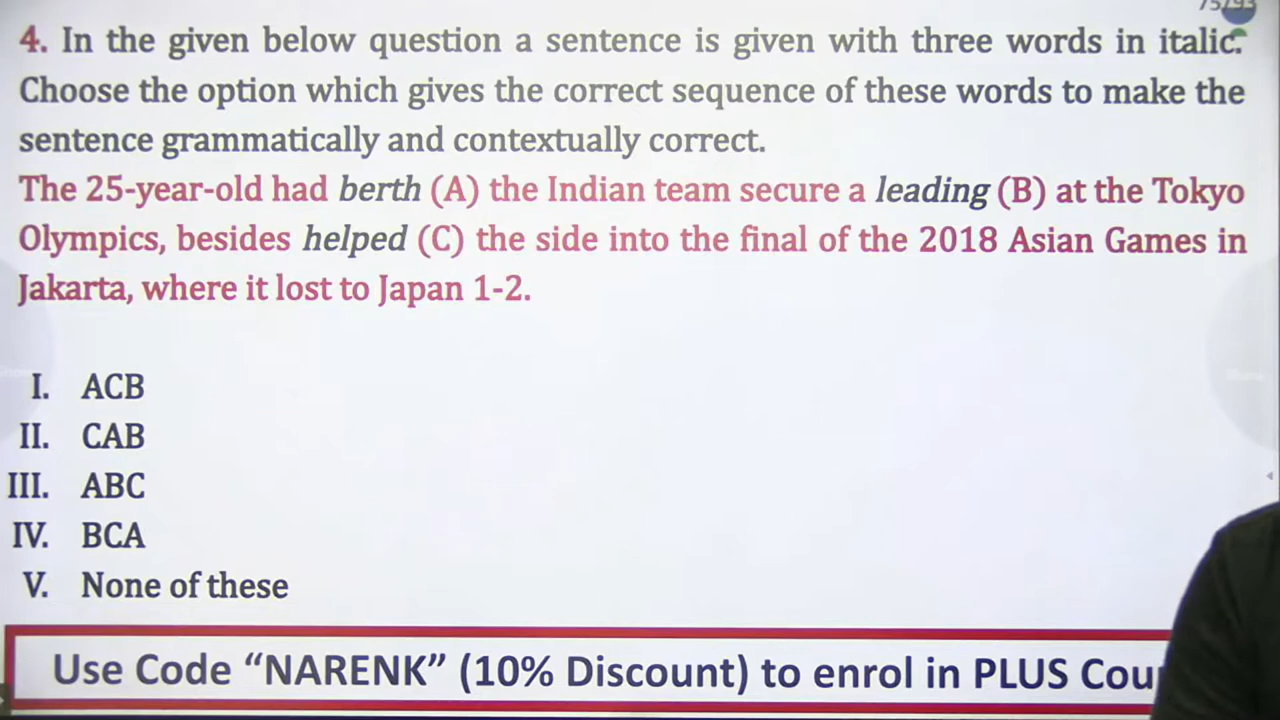 75/93
4. In the given below question a sentence is given with three words in italic.
Choose the option which gives the correct sequence of these words to make the
sentence grammatically and contextually correct.
The 25-year-old had berth (A) the Indian team secure a leading (B) at the Tokyo
Olympics, besides helped (C) the side into the final of the 2018 Asian Games in
Jakarta, where it lost to Japan 1-2.
I. ACB
II. CAB
III. ABC
IV. BCA
V. None of these
Use Code “NARENK” (10% Discount) to enrol in PLUS